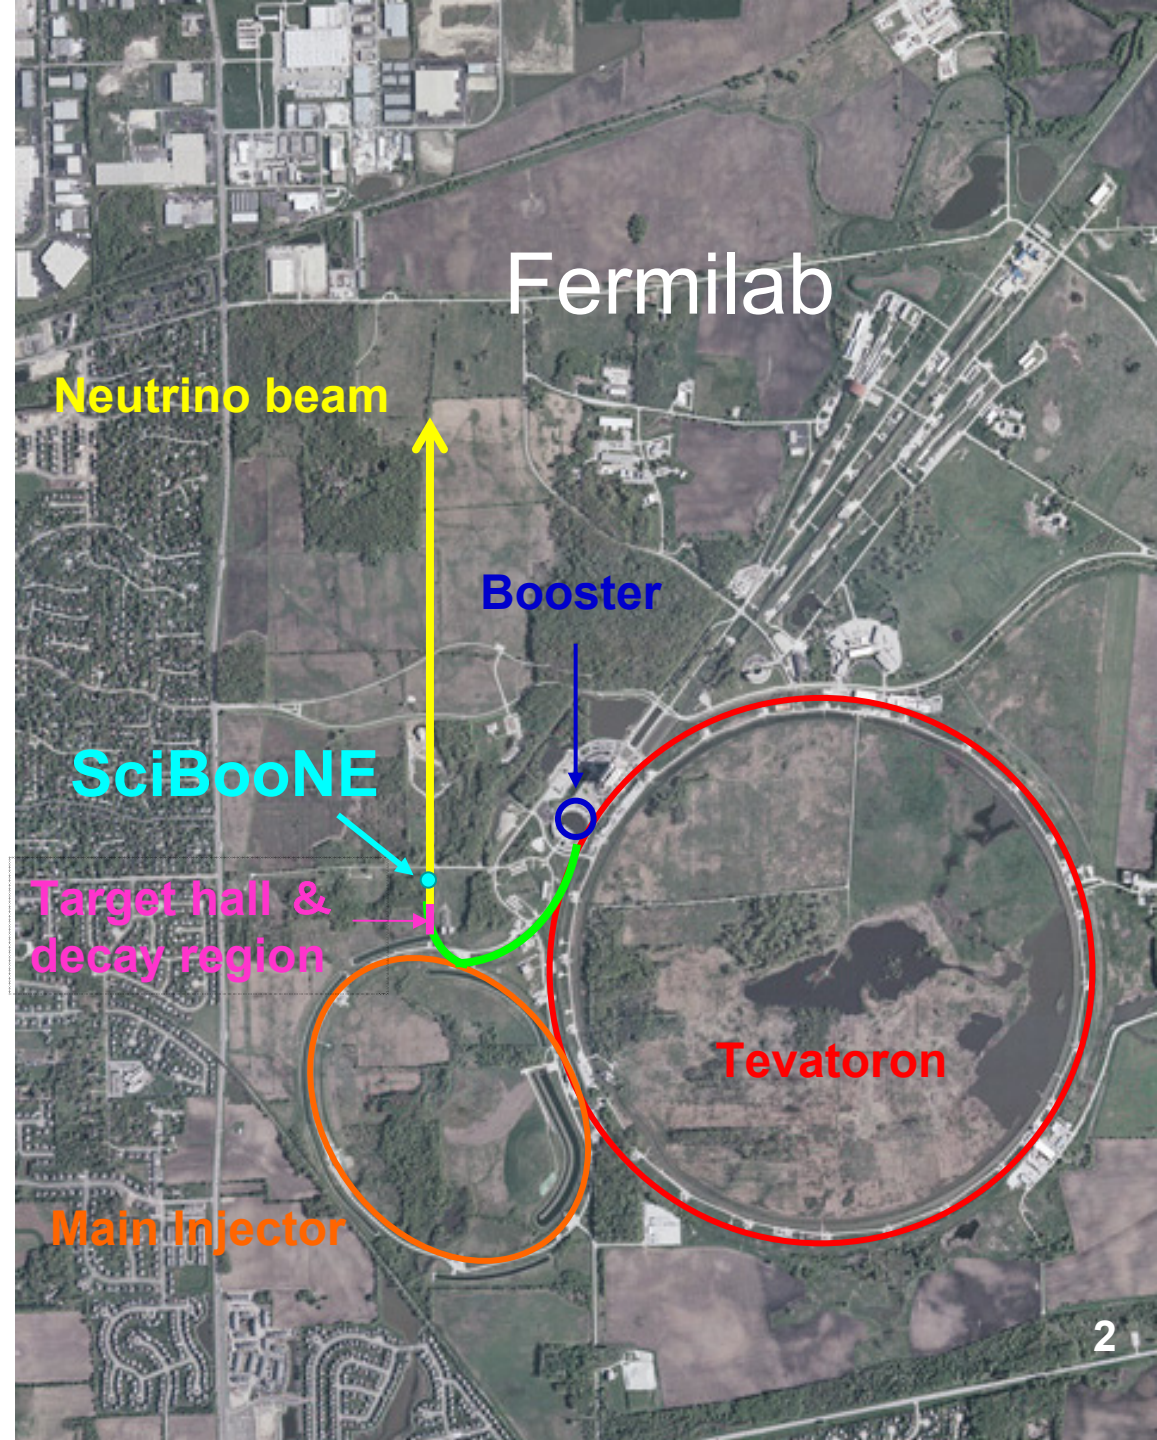 Fermilab
Neutrino beam
Booster
SciBooNE
Target hall &
decay region
Tevatoron
Main Injector
2